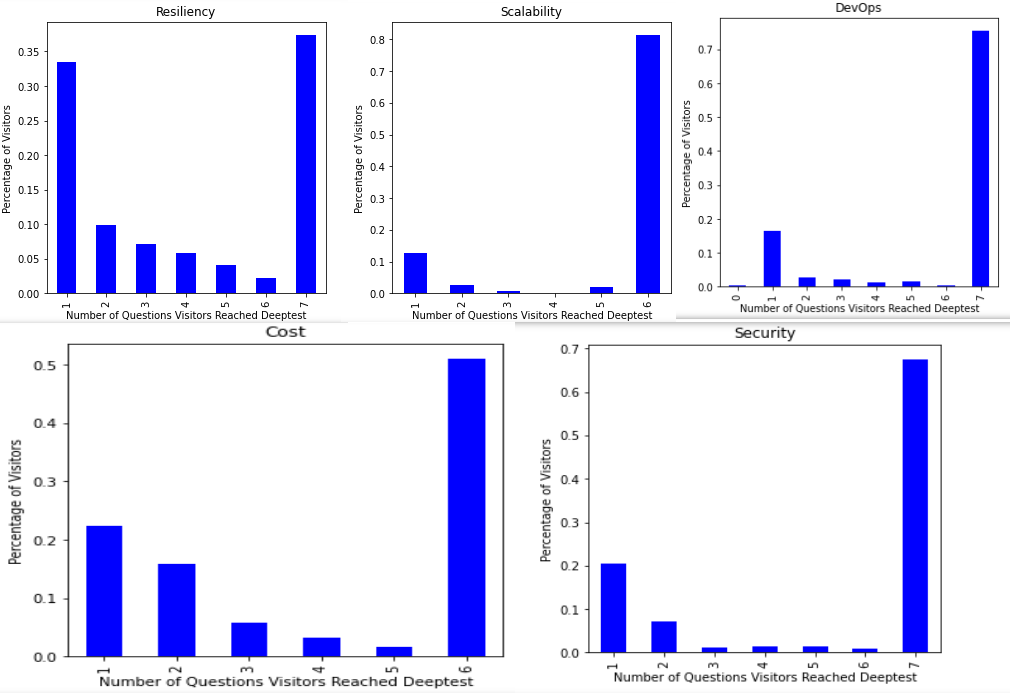 Resiliency
Percentage of Visitors
0.35
0.30
0.25
0.20
0.15
0.10
0.05
0.00
1 2 3 4 5 6 7
Number of Questions Visitors Reached Deeptest
Scalability
Percentage of Visitors
0.8
0.7
0.6
0.5
0.4
0.3
0.2
0.1
0.0
1 2 3 4 5 6
Number of Questions Visitors Reached Deeptest
DevOps
Percentage of Visitors
0.7
0.6
0.5
0.4
0.3
0.2
0.1
0.0
0 1 2 3 4 5 6 7
Number of Questions Visitors Reached Deeptest
Cost
Percentage of Visitors
0.5
0.4
0.3
0.2
0.1
0.0
1 2 3 4 5 6
Number of Questions Visitors Reached Deeptest
Security
Percentage of Visitors
0.7
0.6
0.5
0.4
0.3
0.2
0.1
0.0
1 2 3 4 5 6 7
Number of Questions Visitors Reached Deeptest